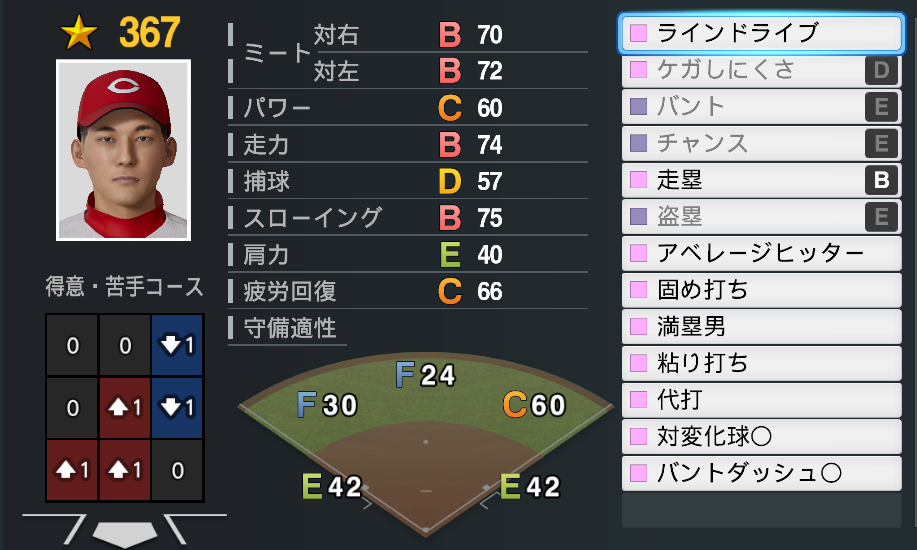 ★ 367
ミート 対右 B 70
対左 B 72
パワー C 60
走力 B 74
捕球 D 57
スローイング B 75
肩力 E 40
疲労回復 C 66
守備適性
F 24
F 30
C 60
E 42
E 42
得意・苦手コース
0 0 1
0 1 1
1 1 0
ラインドライブ
ケガしにくさ D
バント E
チャンス E
走塁 B
盗塁 E
アベレージヒッター
固め打ち
満塁男
粘り打ち
代打
対変化球○
バントダッシュ○
C